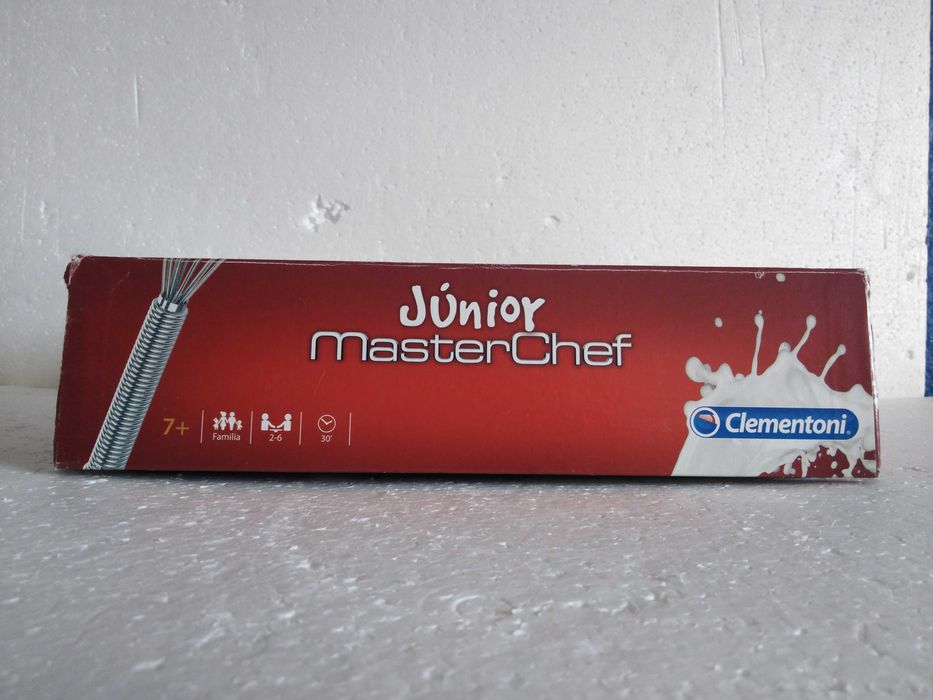 JÚnior
MasterChef
7+
Familia
2-6
30'
Clementoni®